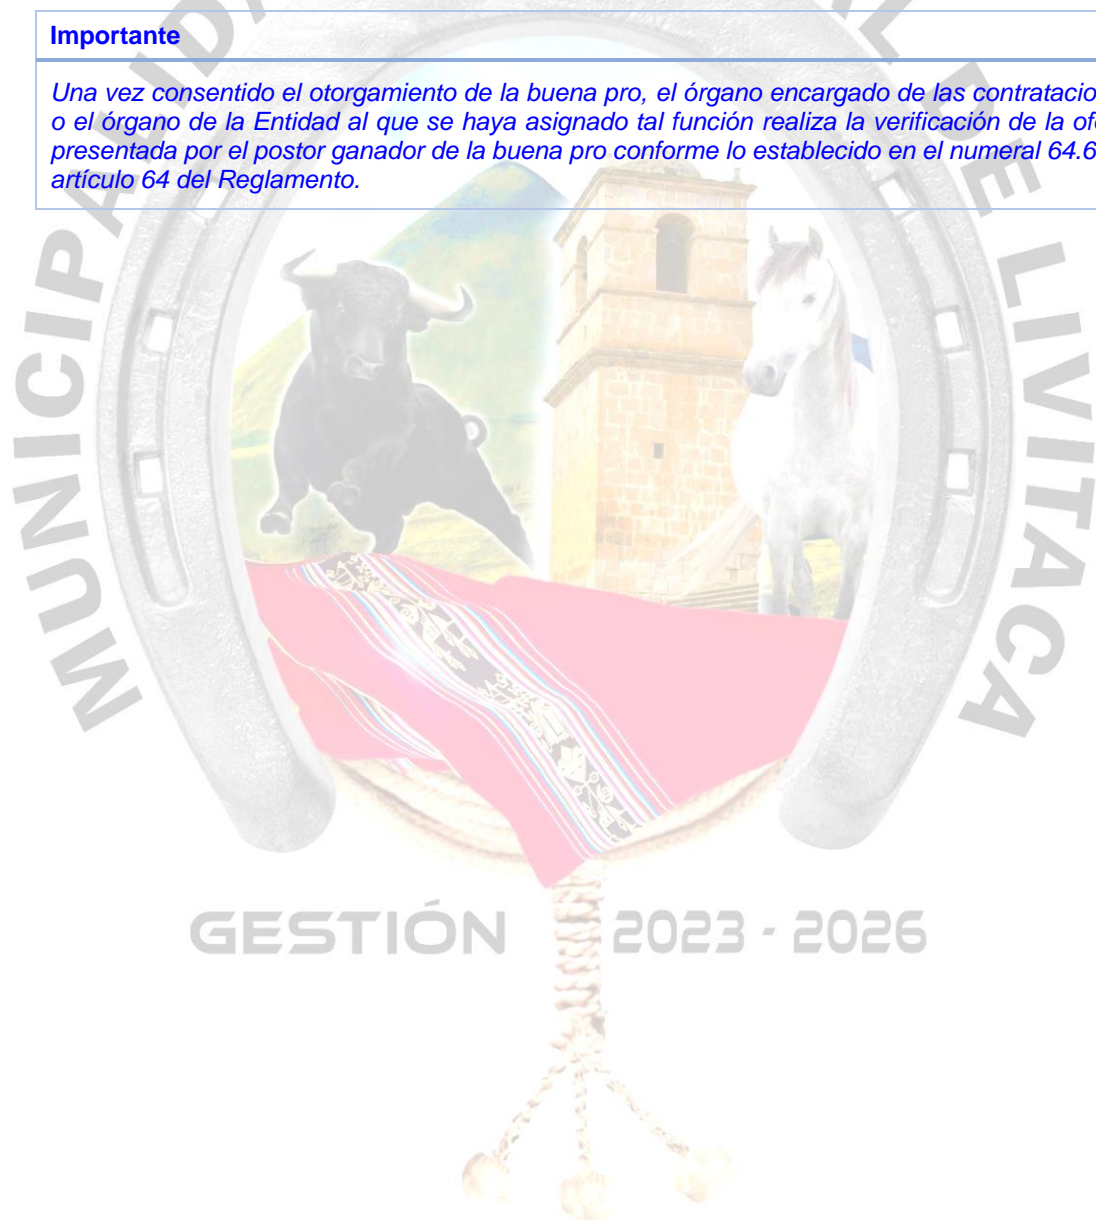 Importante
Una vez consentido el otorgamiento de la buena pro, el órgano encargado de las
o el órgano de la Entidad al que se haya asignado tal función realiza la verificación de la
presentada por el postor ganador de la buena pro conforme lo establecido en el numeral 64.6
artículo 64 del Reglamento.
DE LIVITACA
GESTIÓN 2023 - 2026